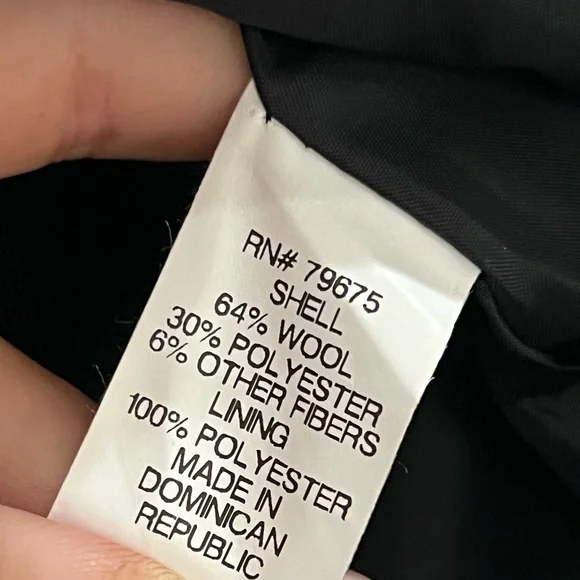 RN# 79675
SHELL
64% WOOL
30% POLYESTER
6% OTHER FIBERS
LINING
100% POLYESTER
MADE IN
DOMINICAN
REPUBLIC